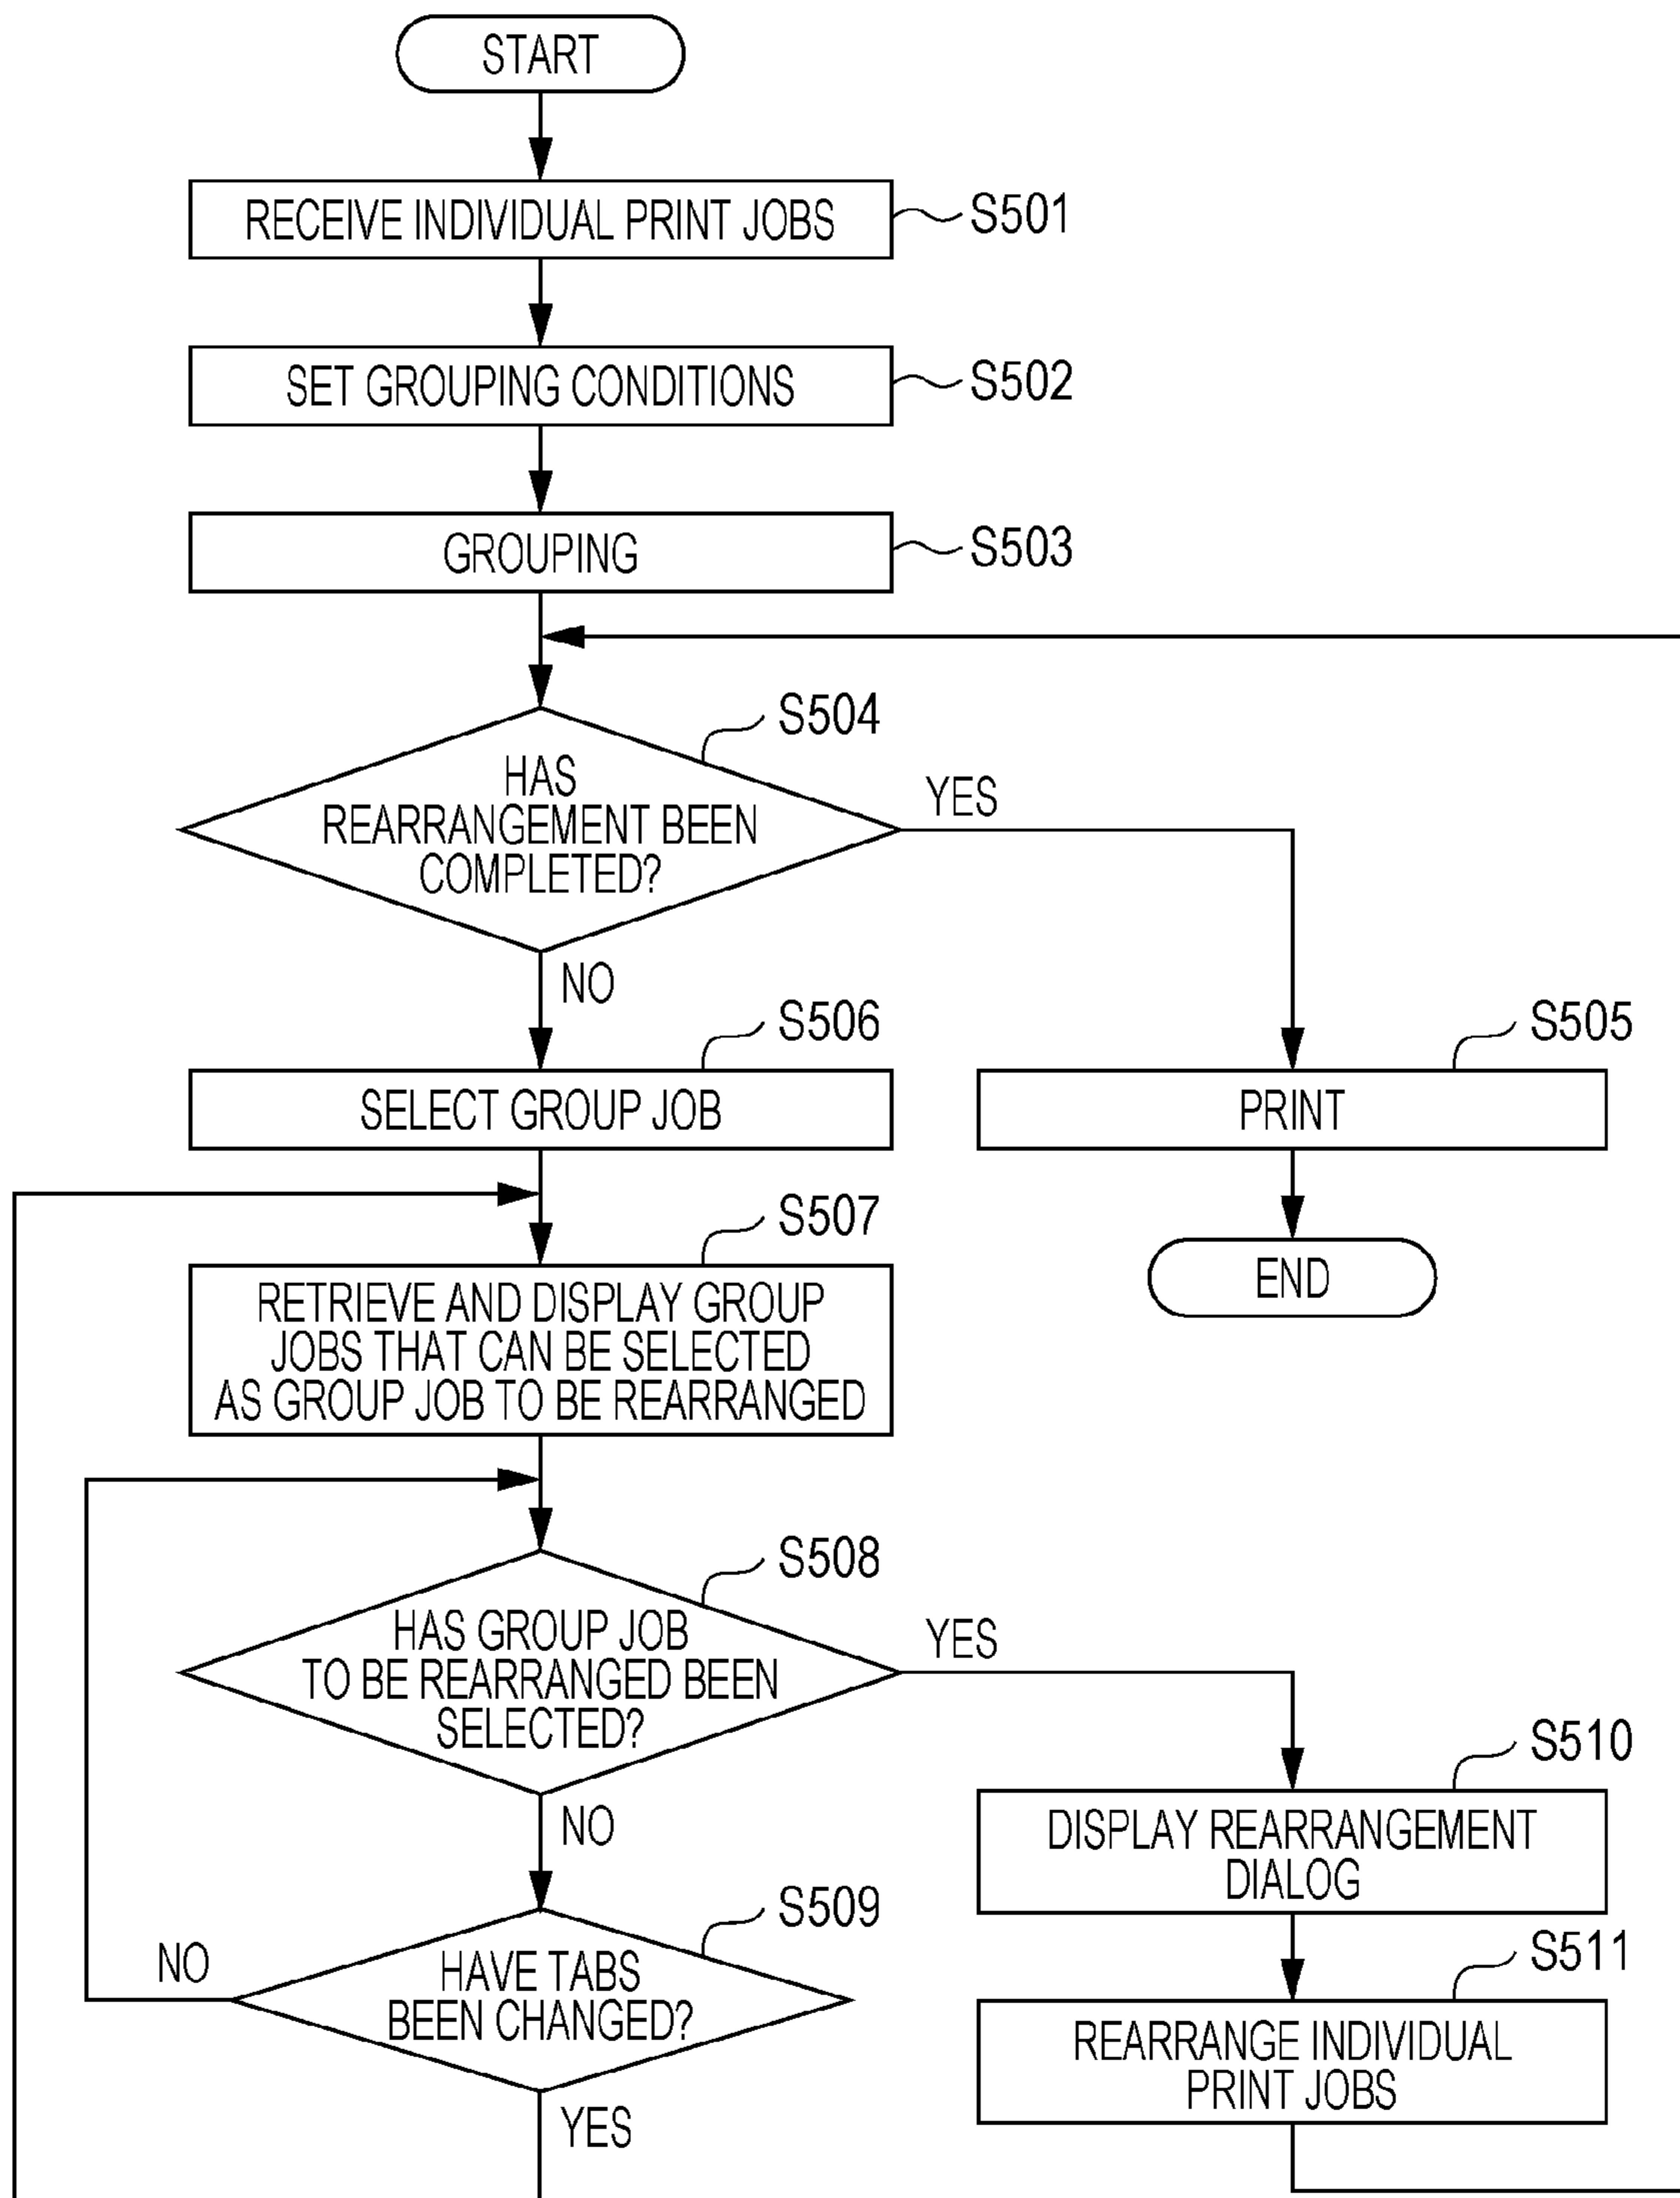 START
RECEIVE INDIVIDUAL PRINT JOBS
S501
SET GROUPING CONDITIONS
S502
GROUPING
S503
S504
HAS
REARRANGEMENT BEEN
COMPLETED?
YES
NO
S506
SELECT GROUP JOB
S505
PRINT
END
S507
RETRIEVE AND DISPLAY GROUP
JOBS THAT CAN BE SELECTED
AS GROUP JOB TO BE REARRANGED
S508
HAS GROUP JOB
TO BE REARRANGED BEEN
SELECTED?
YES
NO
S509
HAVE TABS
BEEN CHANGED?
NO
YES
S510
DISPLAY REARRANGEMENT
DIALOG
S511
REARRANGE INDIVIDUAL
PRINT JOBS